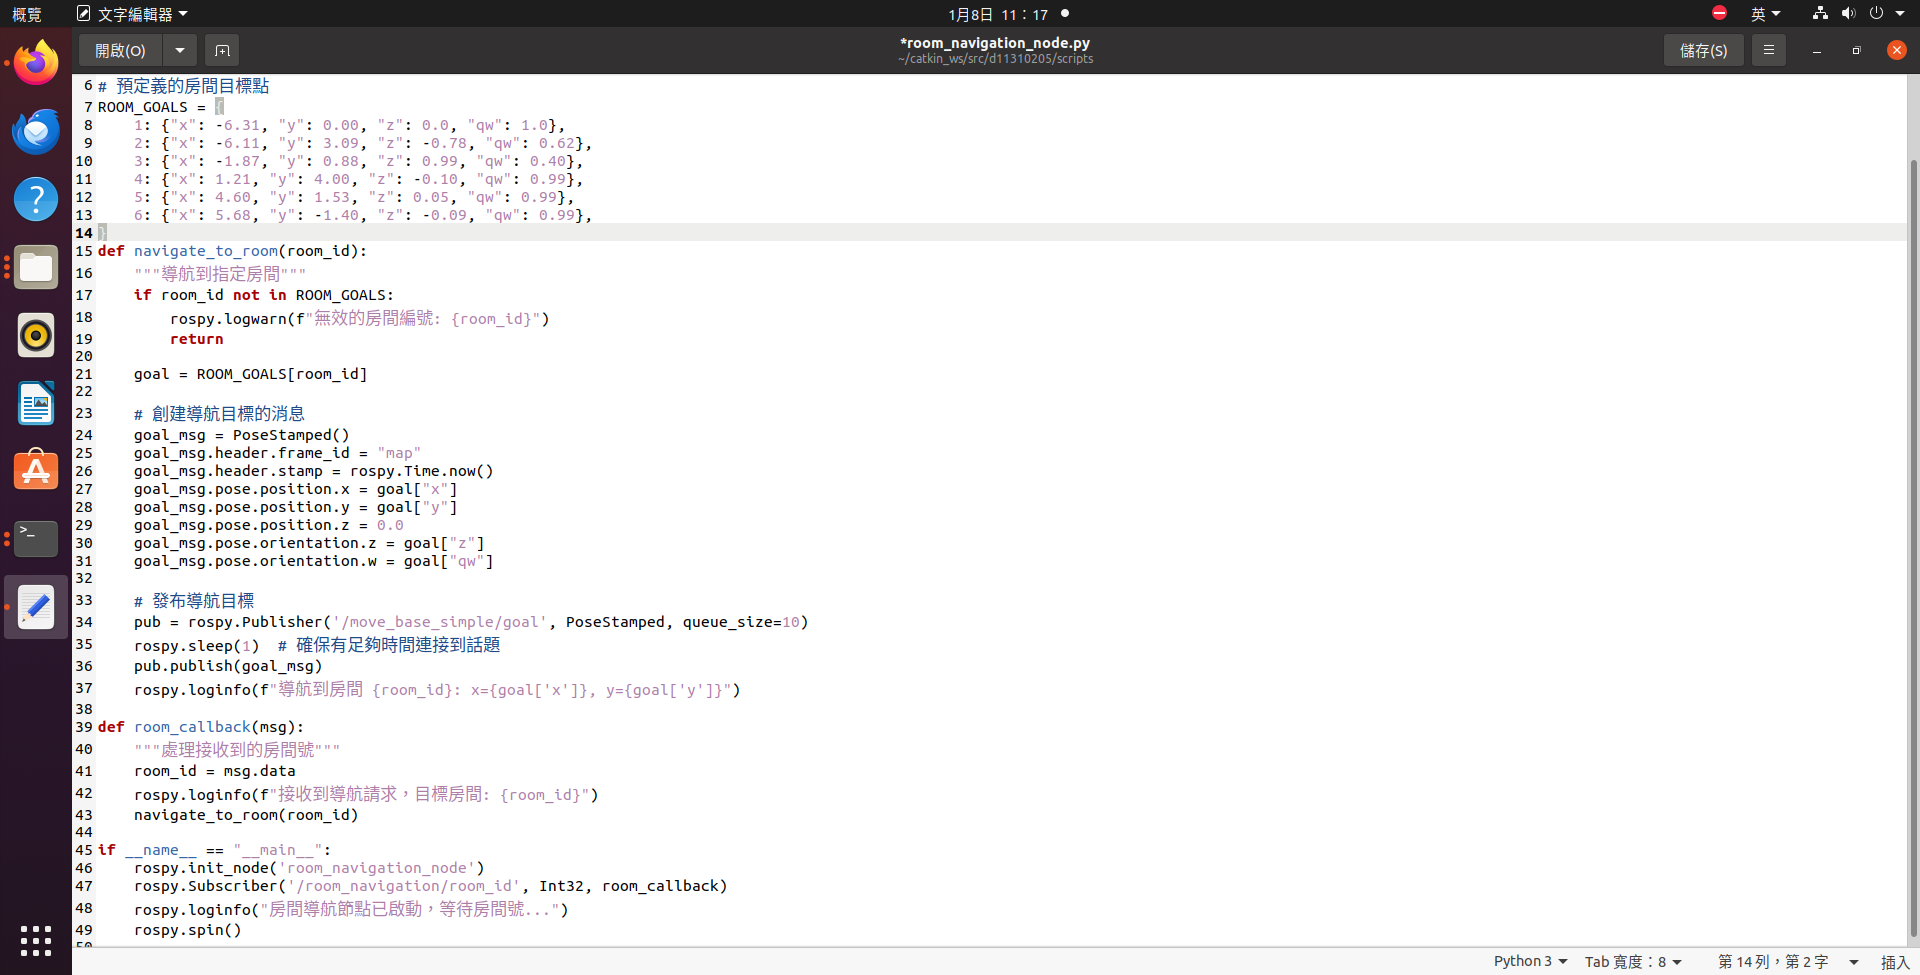 概覽 文字編輯器 1月8日 11：17 英
開啟(O) *room_navigation_node.py 儲存(S)
~/catkin_ws/src/d11310205/scripts
6 # 預定義的房間目標點
7 ROOM_GOALS = {
8     1: {"x": -6.31, "y": 0.00, "z": 0.0, "qw": 1.0},
9     2: {"x": -6.11, "y": 3.09, "z": -0.78, "qw": 0.62},
10     3: {"x": -1.87, "y": 0.88, "z": 0.99, "qw": 0.40},
11     4: {"x": 1.21, "y": 4.00, "z": -0.10, "qw": 0.99},
12     5: {"x": 4.60, "y": 1.53, "z": 0.05, "qw": 0.99},
13     6: {"x": 5.68, "y": -1.40, "z": -0.09, "qw": 0.99},
14 }
15 def navigate_to_room(room_id):
16     """導航到指定房間"""
17     if room_id not in ROOM_GOALS:
18         rospy.logwarn(f"無效的房間編號: {room_id}")
19         return
20
21     goal = ROOM_GOALS[room_id]
22
23     # 創建導航目標的消息
24     goal_msg = PoseStamped()
25     goal_msg.header.frame_id = "map"
26     goal_msg.header.stamp = rospy.Time.now()
27     goal_msg.pose.position.x = goal["x"]
28     goal_msg.pose.position.y = goal["y"]
29     goal_msg.pose.position.z = 0.0
30     goal_msg.pose.orientation.z = goal["z"]
31     goal_msg.pose.orientation.w = goal["qw"]
32
33     # 發布導航目標
34     pub = rospy.Publisher('/move_base_simple/goal', PoseStamped, queue_size=10)
35     rospy.sleep(1)  # 確保有足夠時間連接到話題
36     pub.publish(goal_msg)
37     rospy.loginfo(f"導航到房間 {room_id}: x={goal['x']}, y={goal['y']}")
38
39 def room_callback(msg):
40     """處理接收到的房間號"""
41     room_id = msg.data
42     rospy.loginfo(f"接收到導航請求，目標房間: {room_id}")
43     navigate_to_room(room_id)
44
45 if __name__ == "__main__":
46     rospy.init_node('room_navigation_node')
47     rospy.Subscriber('/room_navigation/room_id', Int32, room_callback)
48     rospy.loginfo("房間導航節點已啟動，等待房間號...")
49     rospy.spin()
50
Python 3 Tab 寬度：8 第 14 列，第 2 字 插入